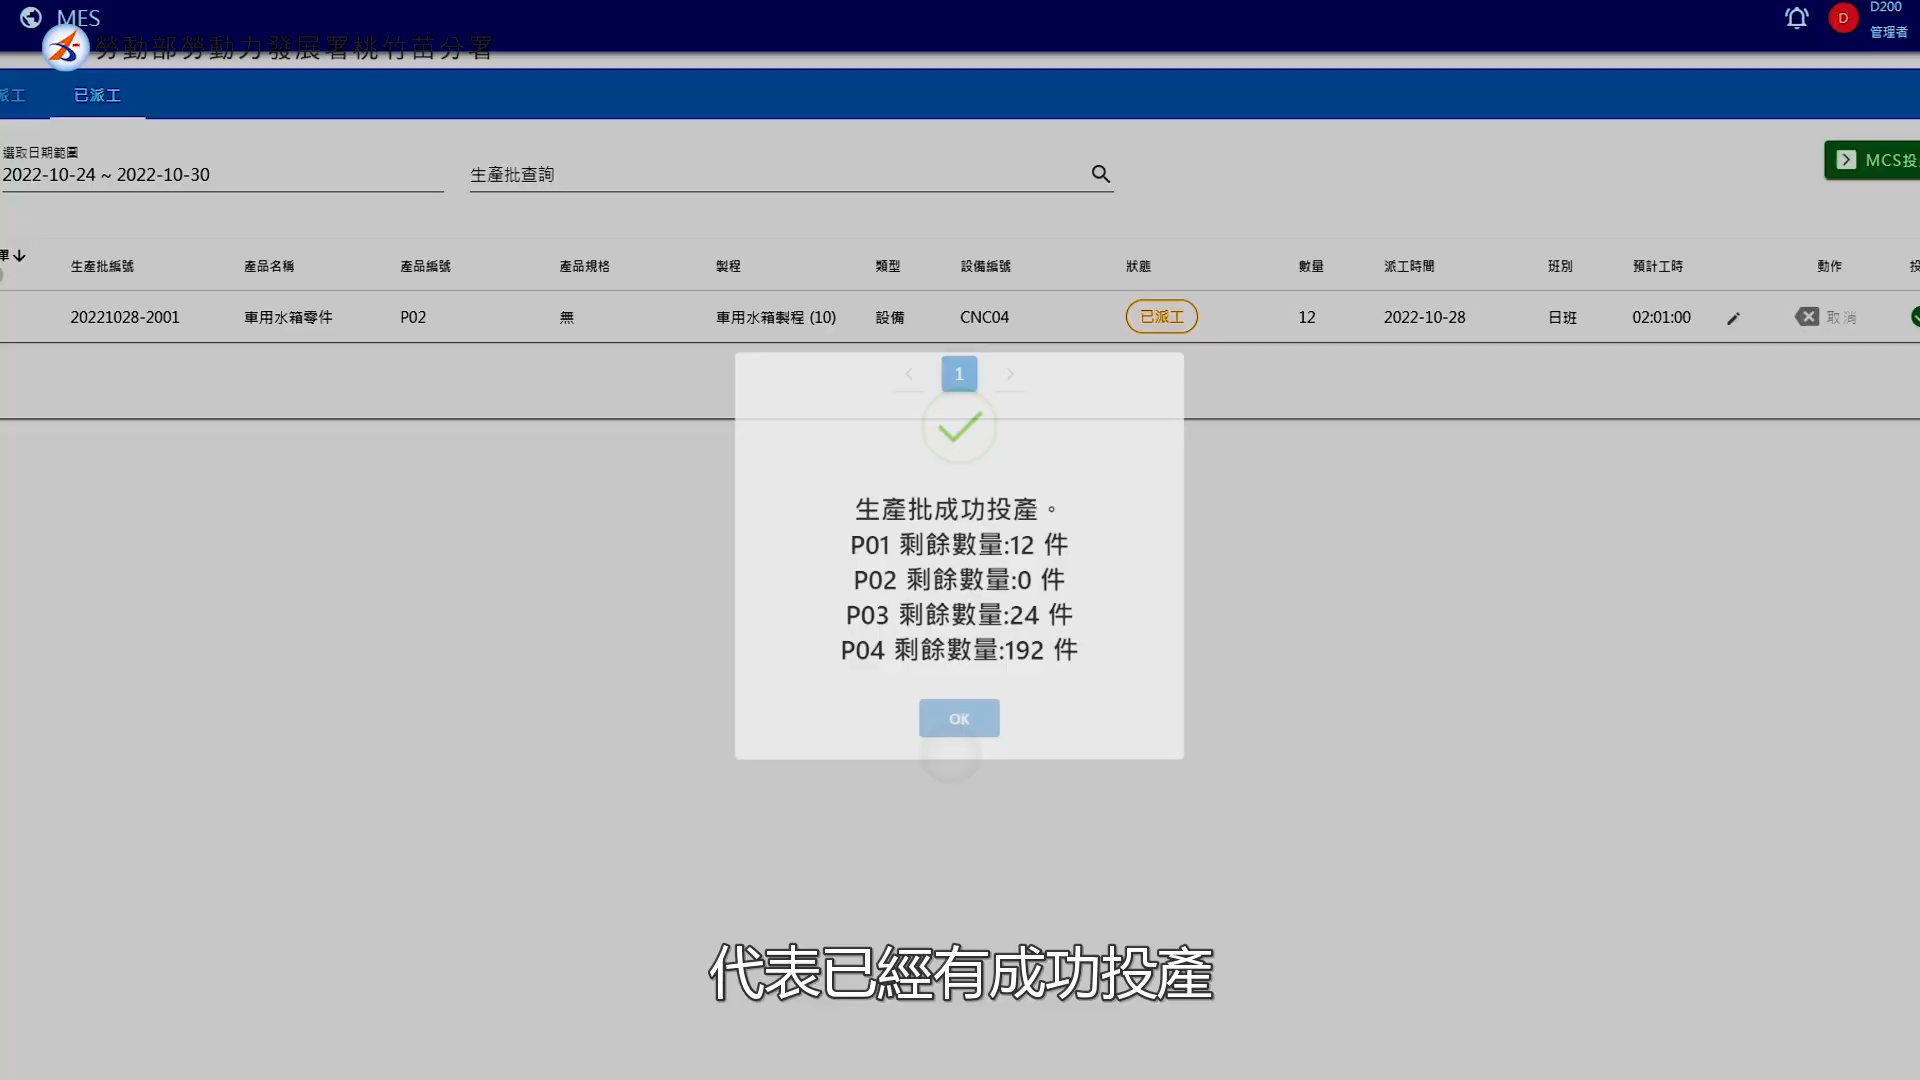 MES
D200
管理者
D
勞動部勞動力發展署桃竹苗分署
派工
已派工
選取日期範圍
2022-10-24 ~ 2022-10-30
生產批查詢
MCS投
單
生產批編號
產品名稱
產品編號
產品規格
製程
類型
設備編號
狀態
數量
派工時間
班別
預計工時
動作
投
20221028-2001
車用水箱零件
P02
無
車用水箱製程 (10)
設備
CNC04
已派工
12
2022-10-28
日班
02:01:00
取消
1
生產批成功投產。
P01 剩餘數量:12 件
P02 剩餘數量:0 件
P03 剩餘數量:24 件
P04 剩餘數量:192 件
OK
代表已經有成功投產